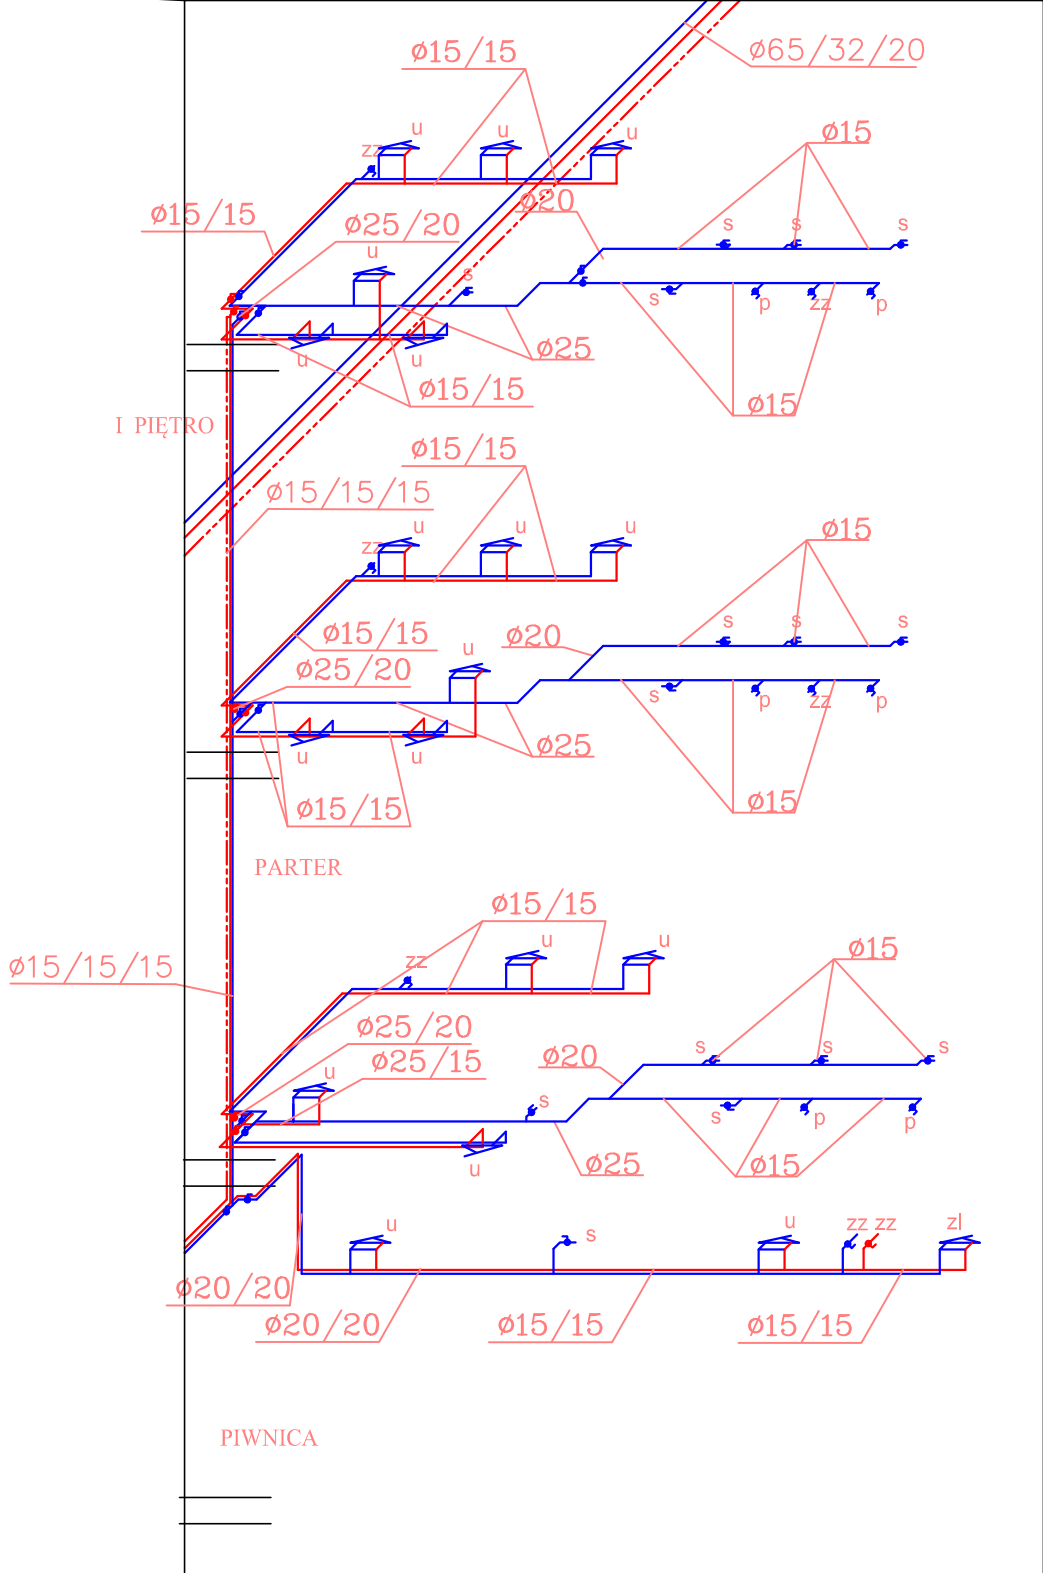 ø15/15
ø65/32/20
u
u
u
ø15
zz
ø15/15
ø25/20
ø20
s
s
s
u
s
s
p
zz
p
u
u
ø25
ø15/15
ø15
I PIĘTRO
ø15/15
ø15/15/15
u
u
u
ø15
zz
ø15/15
ø20
s
s
s
ø25/20
u
s
p
zz
p
u
u
ø25
ø15/15
ø15
PARTER
ø15/15
u
u
ø15
zz
ø15/15/15
ø25/20
ø25/15
ø20
s
s
s
u
s
s
p
p
u
ø25
ø15
u
s
u
zz
zz
zl
ø20/20
ø20/20
ø15/15
ø15/15
PIWNICA